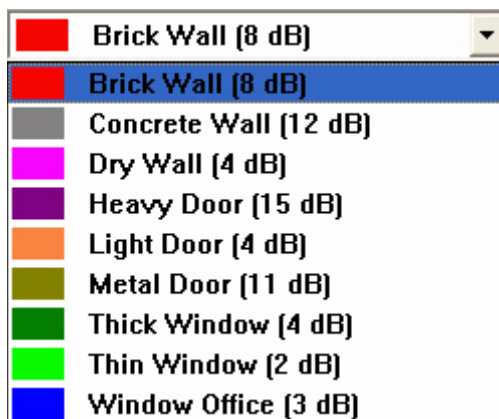 Brick Wall (8 dB)
Brick Wall (8 dB)
Concrete Wall (12 dB)
Dry Wall (4 dB)
Heavy Door (15 dB)
Light Door (4 dB)
Metal Door (11 dB)
Thick Window (4 dB)
Thin Window (2 dB)
Window Office (3 dB)